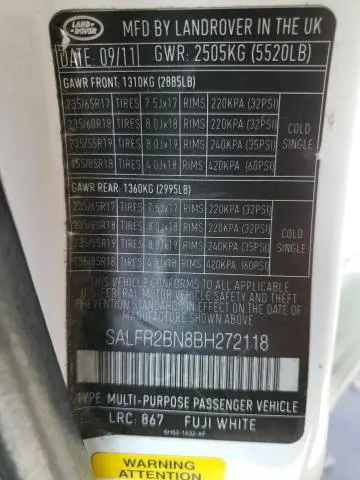 LAND ROVER
MFD. BY LANDROVER IN THE UK
DATE: 09/11 GWR: 2505KG (5520LB)
GAWR FRONT: 1310KG (2885LB)
235/65R17 TIRES 7.5Jx17 RIMS 220KPA (32PSI)
235/60R18 TIRES 8.0Jx18 RIMS 220KPA (32PSI)
235/55R19 TIRES 8.0Jx19 RIMS 240KPA (35PSI)
155/85R18 TIRES 4.0Jx18 RIMS 420KPA (60PSI)
COLD
SINGLE
GAWR REAR: 1360KG (2995LB)
235/65R17 TIRES 7.5Jx17 RIMS 220KPA (32PSI)
235/60R18 TIRES 8.0Jx18 RIMS 220KPA (32PSI)
235/55R19 TIRES 8.0Jx19 RIMS 240KPA (35PSI)
155/85R18 TIRES 4.0Jx18 RIMS 420KPA (60PSI)
COLD
SINGLE
THIS VEHICLE CONFORMS TO ALL APPLICABLE
U.S. FEDERAL MOTOR VEHICLE SAFETY AND
THEFT PREVENTION STANDARDS IN EFFECT ON
THE DATE OF MANUFACTURE SHOWN ABOVE
SALFR2BN8BH272118
TYPE: MULTI-PURPOSE PASSENGER VEHICLE
LRC: 867 FUJI WHITE
6H52-1532-AF
WARNING
ATTENTION